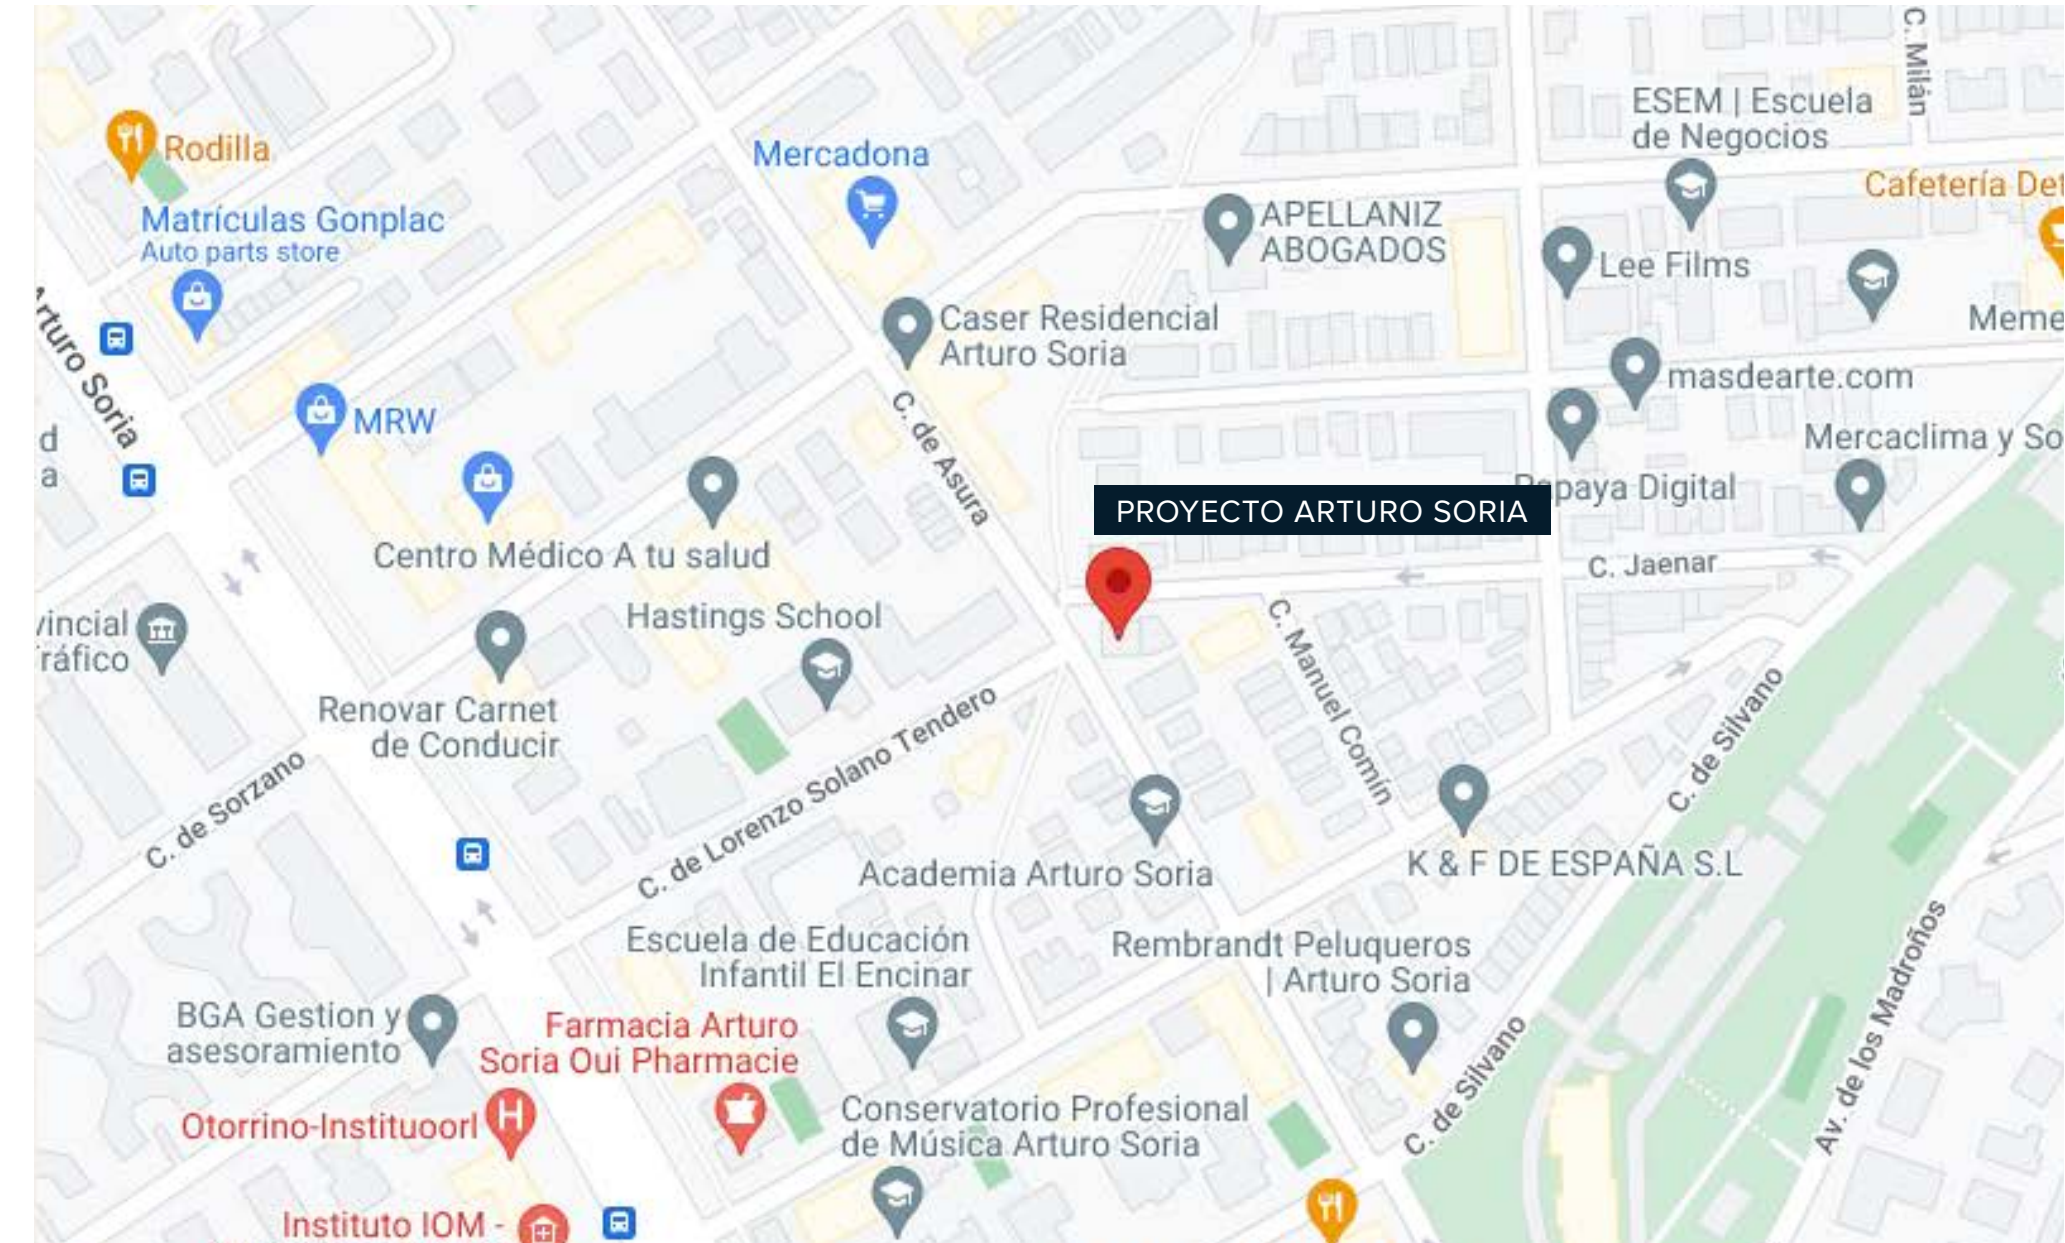 C. Milán
ESEM | Escuela
de Negocios
Rodilla
Mercadona
Cafetería Det
Matrículas Gonplac
Auto parts store
APELLANIZ
ABOGADOS
Lee Films
Arturo Soria
Caser Residencial
Arturo Soria
Meme
masdearte.com
MRW
C. de Asura
d
a
Mercaclima y So
Papaya Digital
PROYECTO ARTURO SORIA
Centro Médico A tu salud
C. Jaenar
Hastings School
vincial
ráfico
C. Manuel Comín
Renovar Carnet
de Conducir
C. de Sorzano
C. de Lorenzo Solano Tendero
C. de Silvano
Academia Arturo Soria
K & F DE ESPAÑA S.L
Escuela de Educación
Infantil El Encinar
Rembrandt Peluqueros
| Arturo Soria
BGA Gestion y
asesoramiento
Farmacia Arturo
Soria Oui Pharmacie
C. de Silvano
Av. de los Madroños
Otorrino-Instituoorl
H
Conservatorio Profesional
de Música Arturo Soria
Instituto IOM -